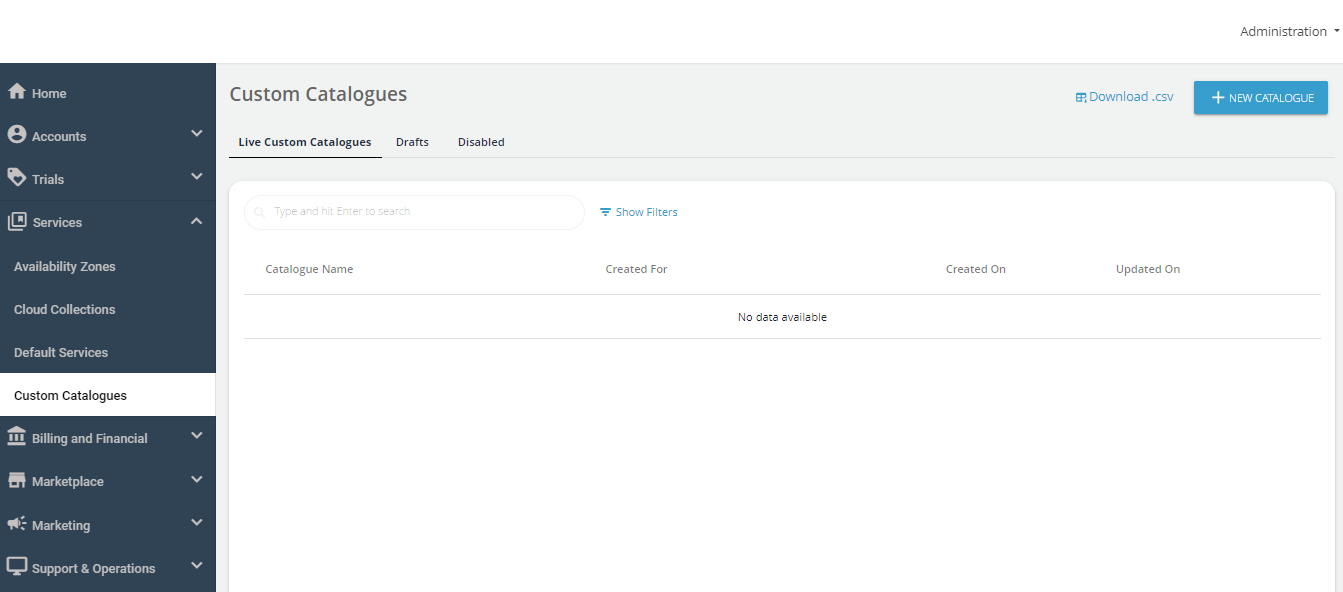 Administration
Home
Accounts
Trials
Services
Availability Zones
Cloud Collections
Default Services
Custom Catalogues
Billing and Financial
Marketplace
Marketing
Support & Operations
Custom Catalogues
Download .csv
NEW CATALOGUE
Live Custom Catalogues Drafts Disabled
Type and hit Enter to search Show Filters
Catalogue Name Created For Created On Updated On
No data available